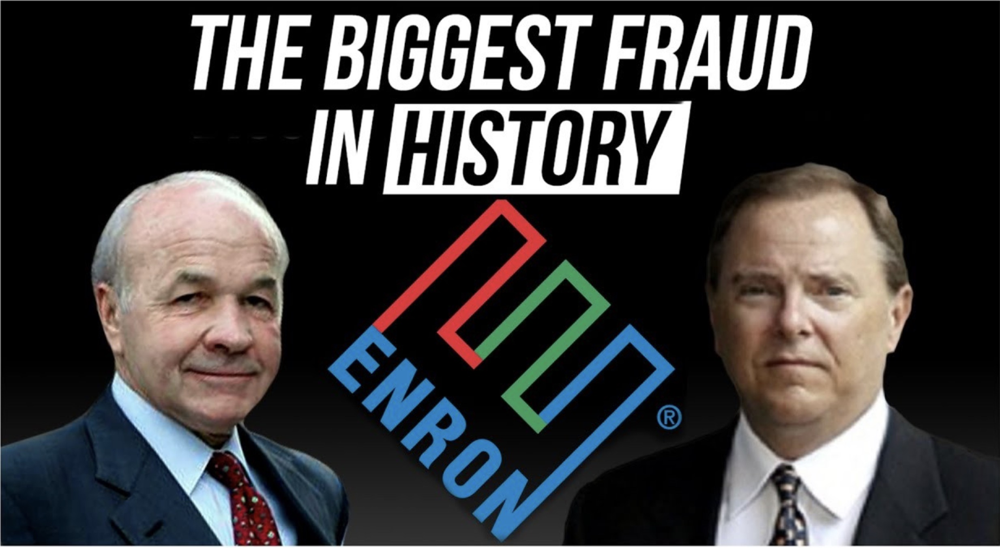 THE BIGGEST FRAUD
IN HISTORY
ENRON
®